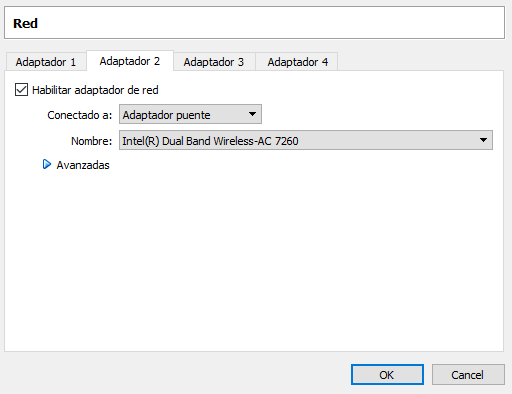 Red
Adaptador 1 Adaptador 2 Adaptador 3 Adaptador 4
Habilitar adaptador de red
Conectado a: Adaptador puente
Nombre: Intel(R) Dual Band Wireless-AC 7260
Avanzadas
OK Cancel